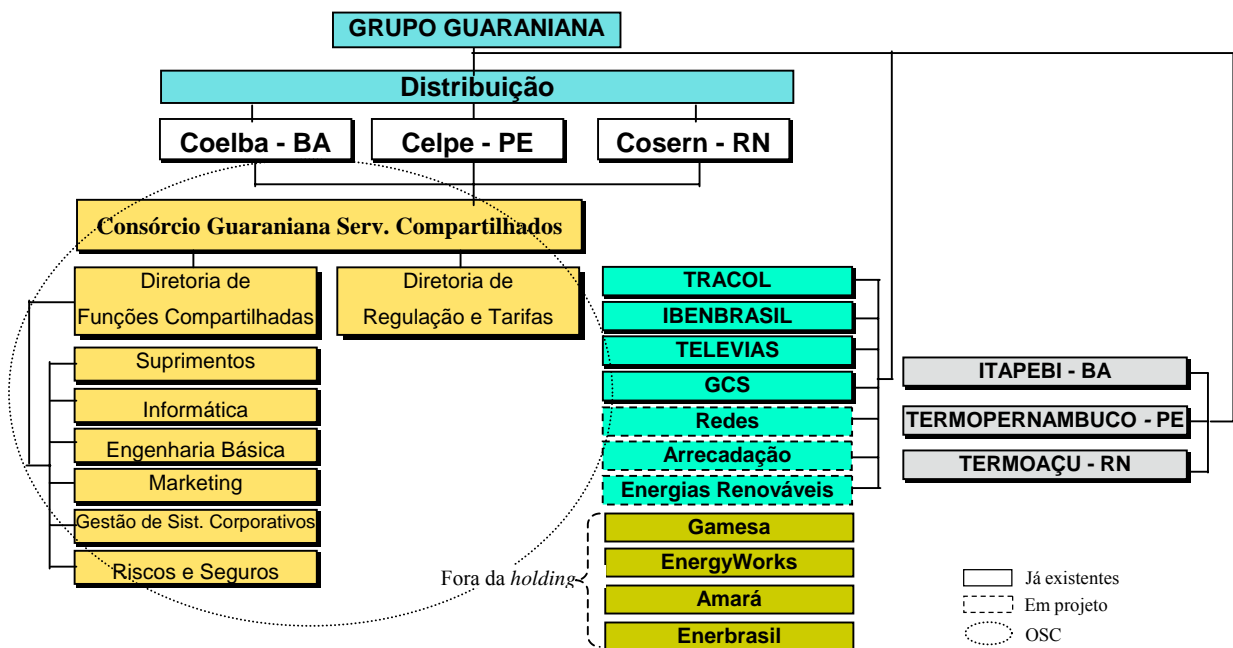 GRUPO GUARANIANA
Distribuição
Coelba - BA
Celpe - PE
Cosern - RN
Consórcio Guaraniana Serv. Compartilhados
Diretoria de
Funções Compartilhadas
Diretoria de
Regulação e Tarifas
Suprimentos
Informática
Engenharia Básica
Marketing
Gestão de Sist. Corporativos
Riscos e Seguros
TRACOL
IBENBRASIL
TELEVIAS
GCS
Redes
Arrecadação
Energias Renováveis
ITAPEBI - BA
TERMOPERNAMBUCO - PE
TERMOAÇU - RN
Fora da holding
Gamesa
EnergyWorks
Amará
Enerbrasil
Já existentes
Em projeto
OSC